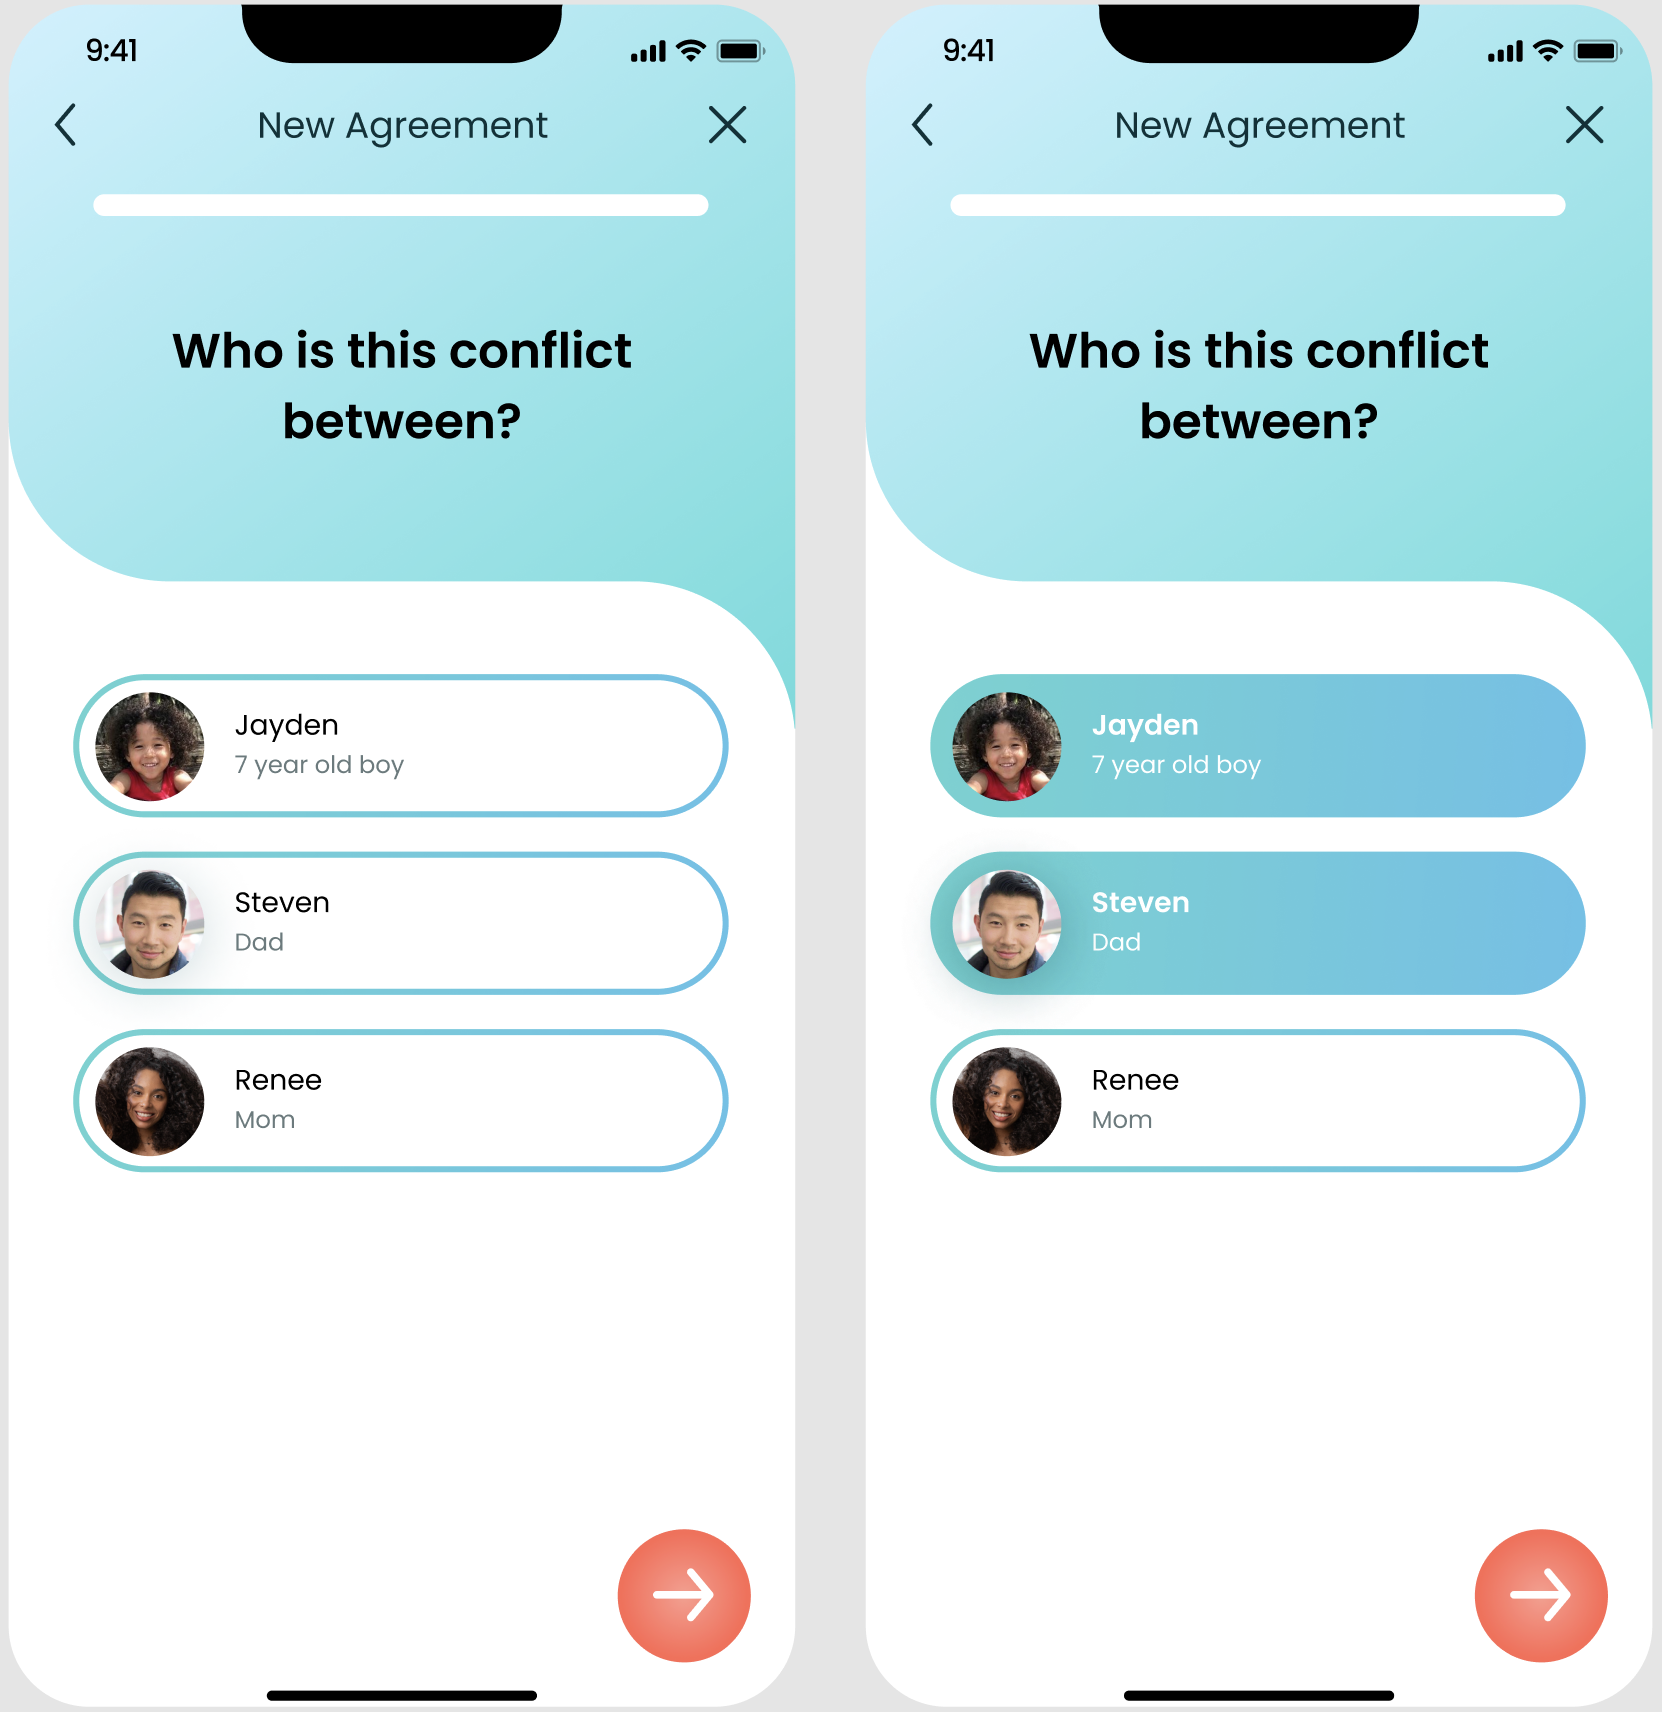 9:41
New Agreement
Who is this conflict
between?
Jayden
7 year old boy
Steven
Dad
Renee
Mom
9:41
New Agreement
Who is this conflict
between?
Jayden
7 year old boy
Steven
Dad
Renee
Mom